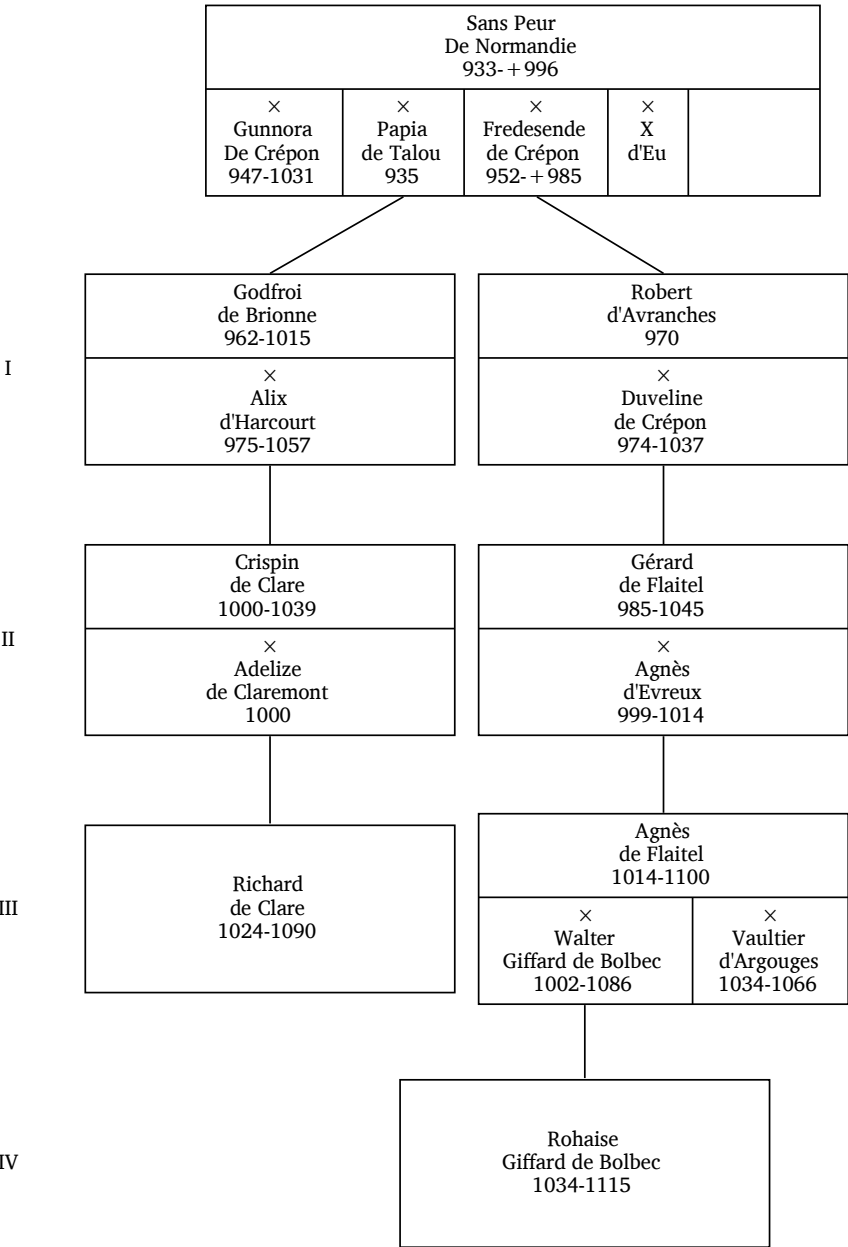 Sans Peur
De Normandie
933-+996
×
Gunnora
De Crépon
947-1031
×
Papia
de Talou
935
×
Fredesende
de Crépon
952-+985
×
X
d'Eu
I
Godfroi
de Brionne
962-1015
×
Alix
d'Harcourt
975-1057
Robert
d'Avranches
970
×
Duveline
de Crépon
974-1037
II
Crispin
de Clare
1000-1039
×
Adelize
de Claremont
1000
Gérard
de Flaitel
985-1045
×
Agnès
d'Evreux
999-1014
III
Richard
de Clare
1024-1090
Agnès
de Flaitel
1014-1100
×
Walter
Giffard de Bolbec
1002-1086
×
Vaultier
d'Argouges
1034-1066
IV
Rohaise
Giffard de Bolbec
1034-1115